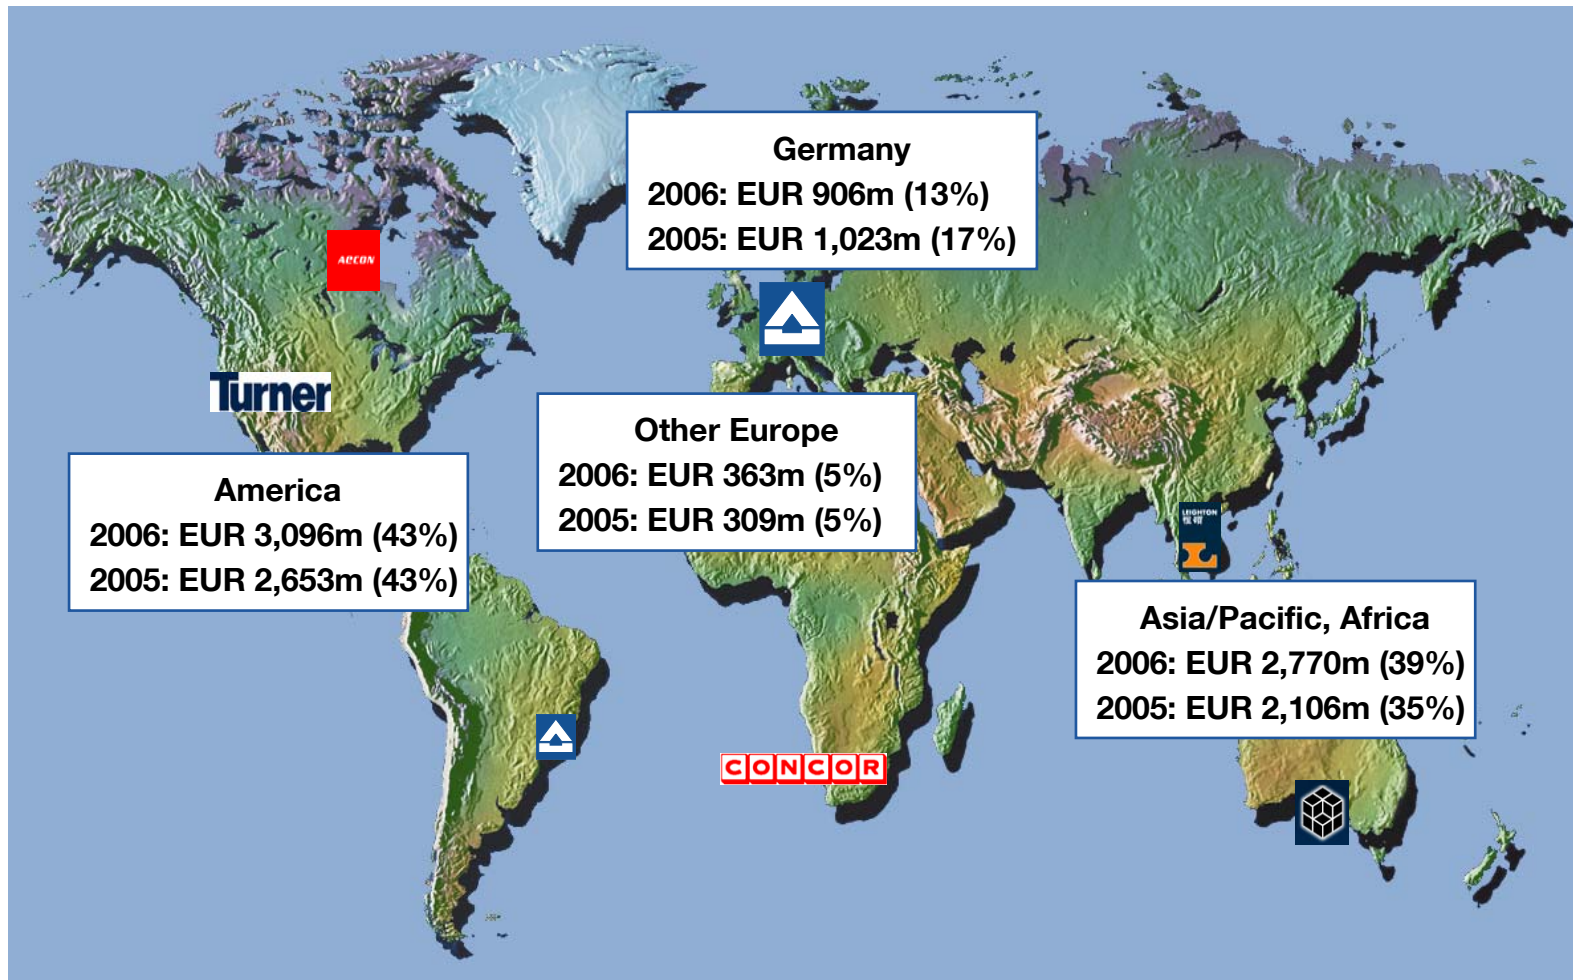 Germany
2006: EUR 906m (13%)
2005: EUR 1,023m (17%)
AECON
Turner
Other Europe
2006: EUR 363m (5%)
2005: EUR 309m (5%)
America
2006: EUR 3,096m (43%)
2005: EUR 2,653m (43%)
LEIGHTON
Asia/Pacific, Africa
2006: EUR 2,770m (39%)
2005: EUR 2,106m (35%)
CONCOR